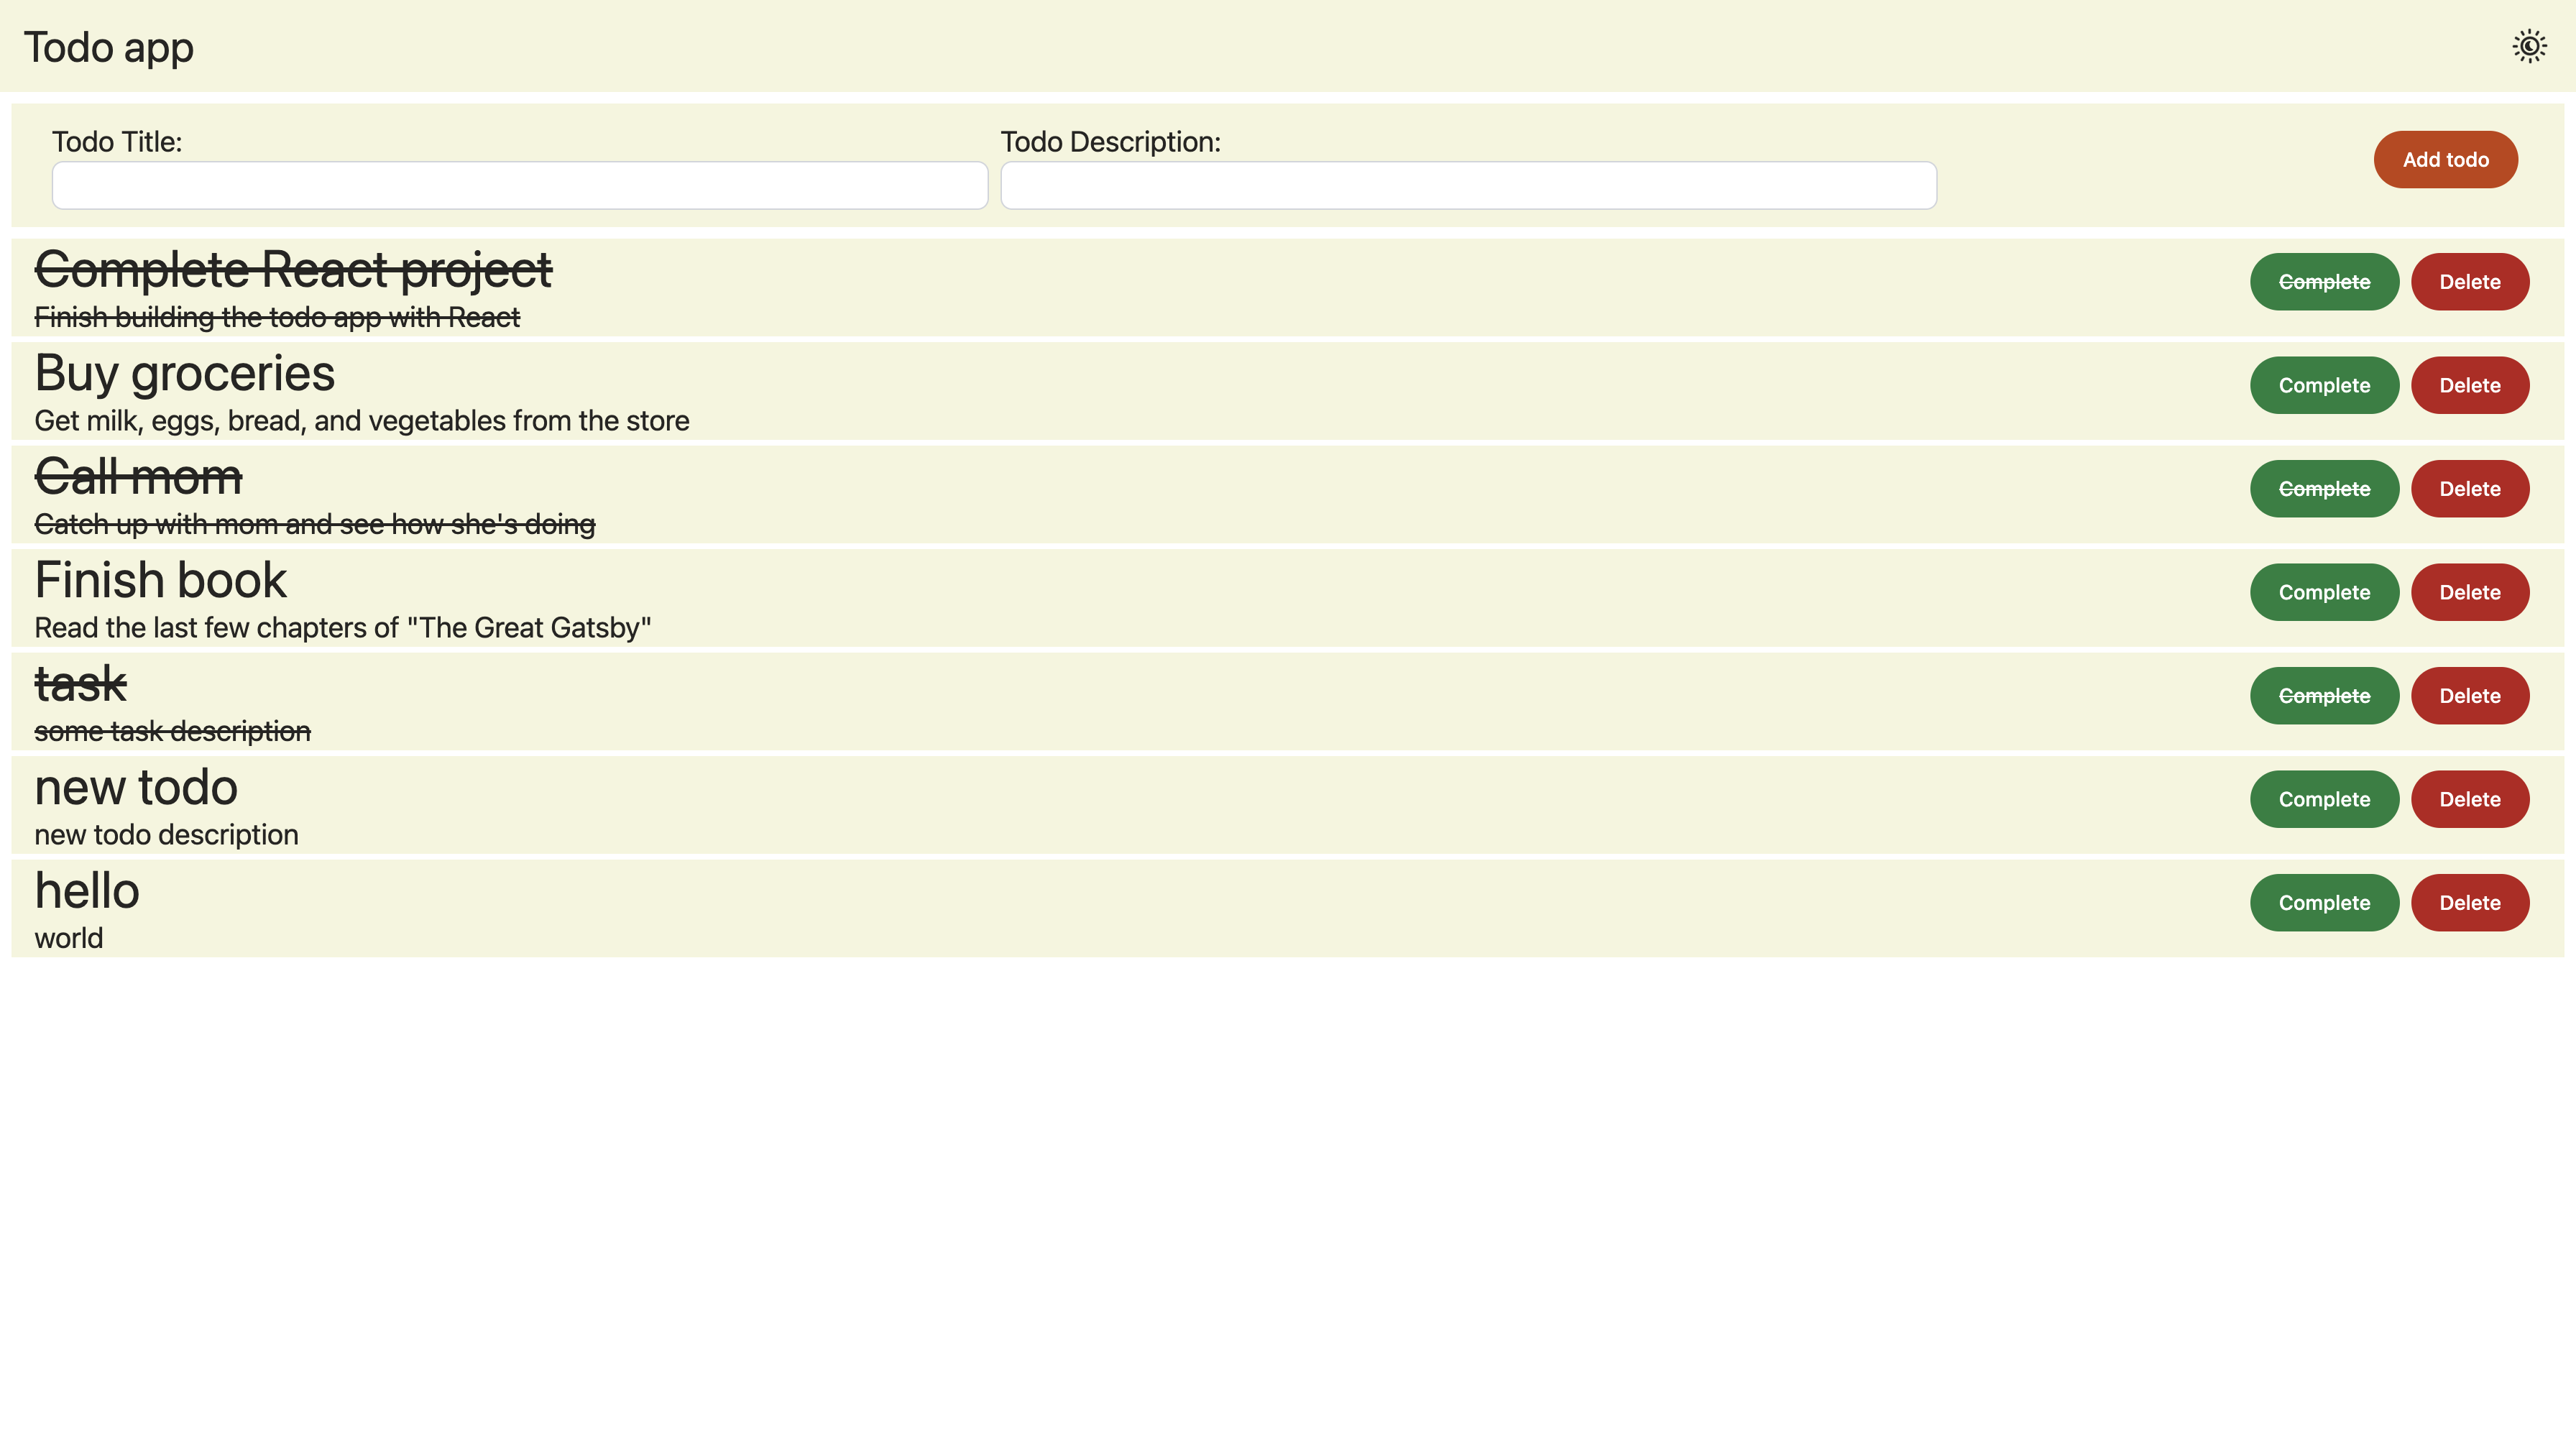 Todo app
Todo Title:
Todo Description:
Add todo
Complete React project
Finish building the todo app with React
Complete
Delete
Buy groceries
Get milk, eggs, bread, and vegetables from the store
Complete
Delete
Call mom
Catch up with mom and see how she's doing
Complete
Delete
Finish book
Read the last few chapters of "The Great Gatsby"
Complete
Delete
task
some task description
Complete
Delete
new todo
new todo description
Complete
Delete
hello
world
Complete
Delete